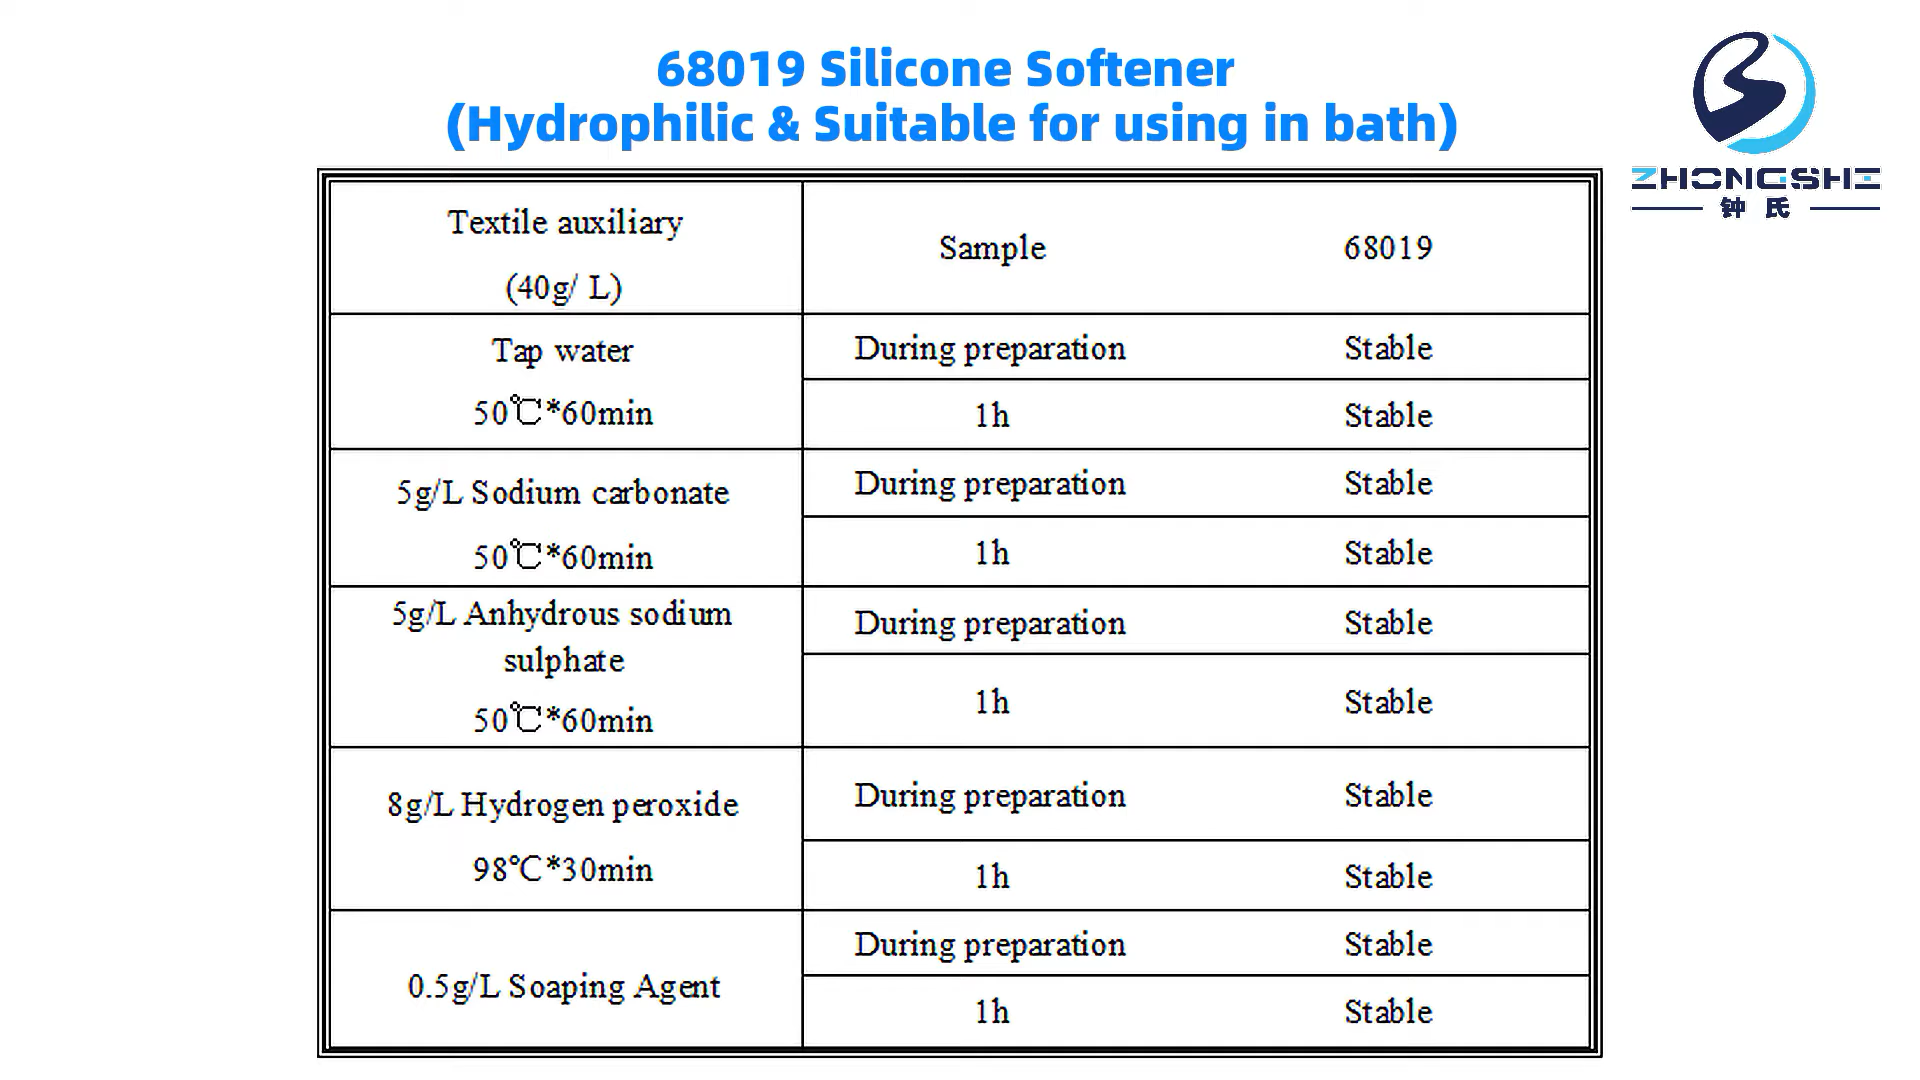 68019 Silicone Softener
(Hydrophilic & Suitable for using in bath)
ZHONGSHE
钟 氏
Textile auxiliary
(40g/ L)
Sample 68019
Tap water
50℃*60min
During preparation Stable
1h Stable
5g/L Sodium carbonate
50℃*60min
During preparation Stable
1h Stable
5g/L Anhydrous sodium
sulphate
50℃*60min
During preparation Stable
1h Stable
8g/L Hydrogen peroxide
98℃*30min
During preparation Stable
1h Stable
0.5g/L Soaping Agent
During preparation Stable
1h Stable